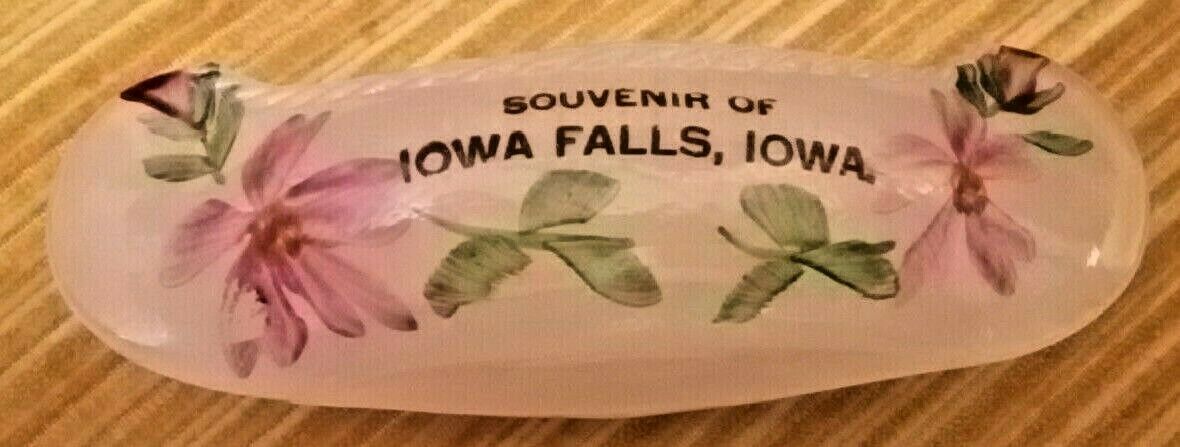 SOUVENIR OF
IOWA FALLS, IOWA.